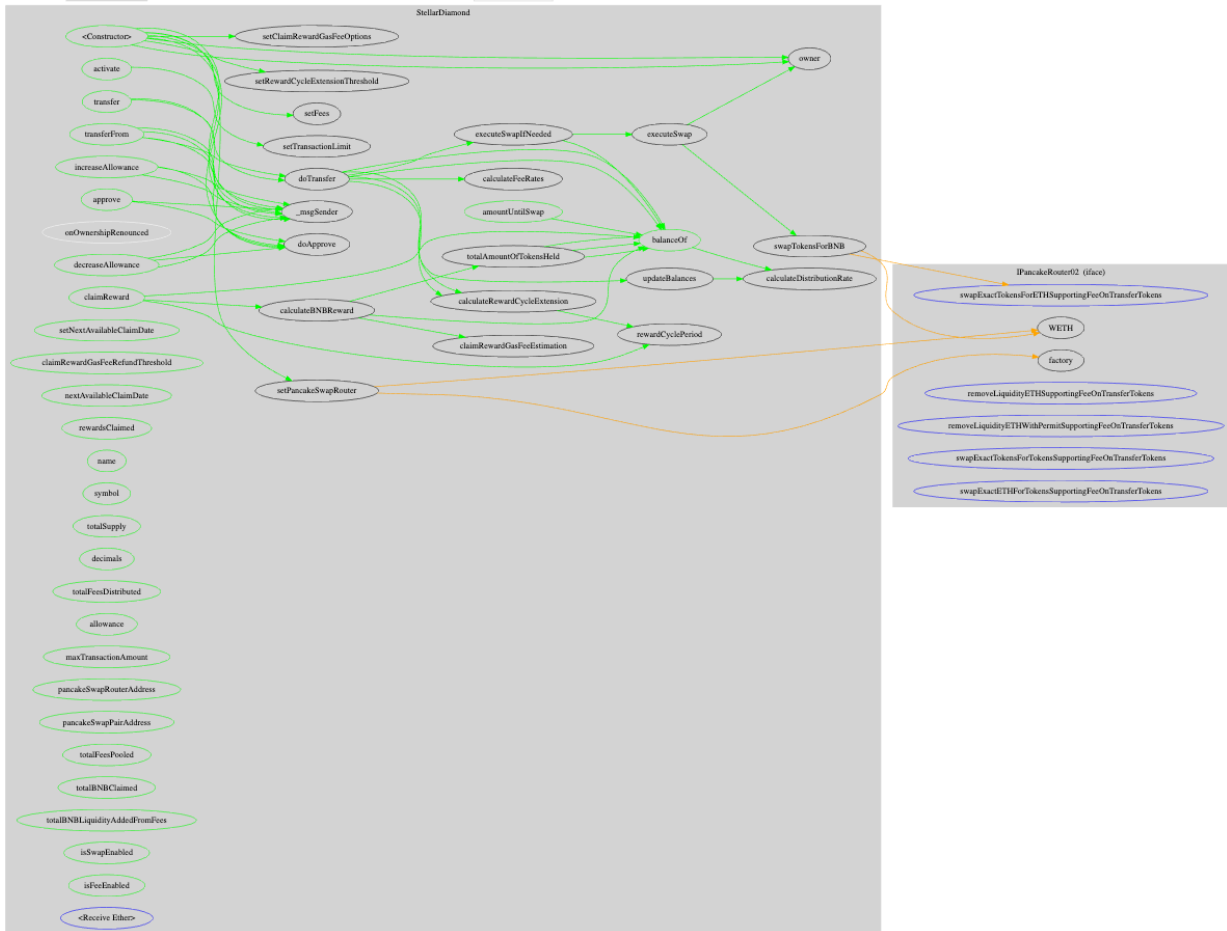 StellarDiamond
<Constructor>
setClaimRewardGasFeeOptions
owner
activate
setRewardCycleExtensionThreshold
transfer
setFees
transferFrom
executeSwapIfNeeded
executeSwap
setTransactionLimit
increaseAllowance
doTransfer
calculateFeeRates
approve
_msgSender
amountUntilSwap
onOwnershipRenounced
doApprove
balanceOf
swapTokensForBNB
totalAmountOfTokensHeld
decreaseAllowance
updateBalances
calculateDistributionRate
claimReward
calculateBNBReward
calculateRewardCycleExtension
setNextAvailableClaimDate
rewardCyclePeriod
claimRewardGasFeeEstimation
claimRewardGasFeeRefundThreshold
setPancakeSwapRouter
nextAvailableClaimDate
rewardsClaimed
name
symbol
totalSupply
decimals
totalFeesDistributed
allowance
maxTransactionAmount
pancakeSwapRouterAddress
pancakeSwapPairAddress
totalFeesPooled
totalBNBClaimed
totalBNBLiquidityAddedFromFees
isSwapEnabled
isFeeEnabled
<Receive Ether>
IPancakeRouter02 (iface)
swapExactTokensForETHSupportingFeeOnTransferTokens
WETH
factory
removeLiquidityETHSupportingFeeOnTransferTokens
removeLiquidityETHWithPermitSupportingFeeOnTransferTokens
swapExactTokensForTokensSupportingFeeOnTransferTokens
swapExactETHForTokensSupportingFeeOnTransferTokens